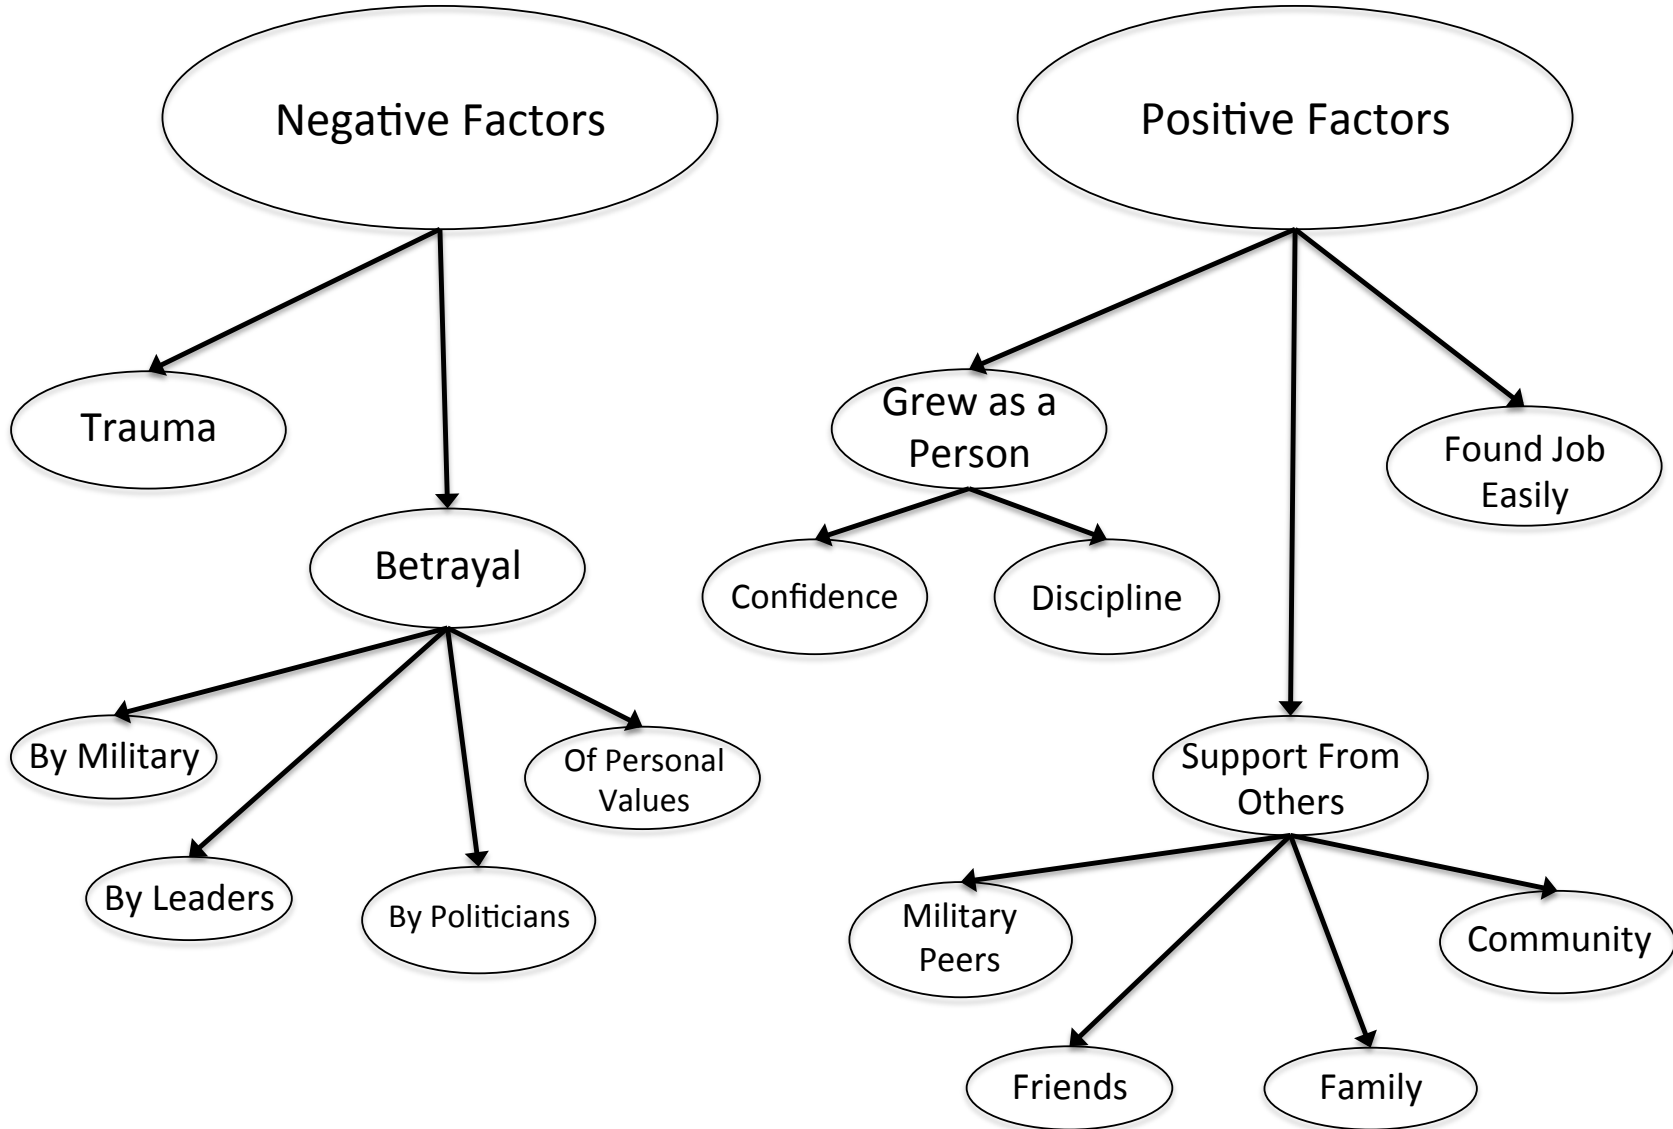 Negative Factors
Positive Factors
Trauma
Grew as a
Person
Found Job
Easily
Betrayal
Confidence
Discipline
By Military
Of Personal
Values
Support From
Others
By Leaders
By Politicians
Military
Peers
Community
Friends
Family